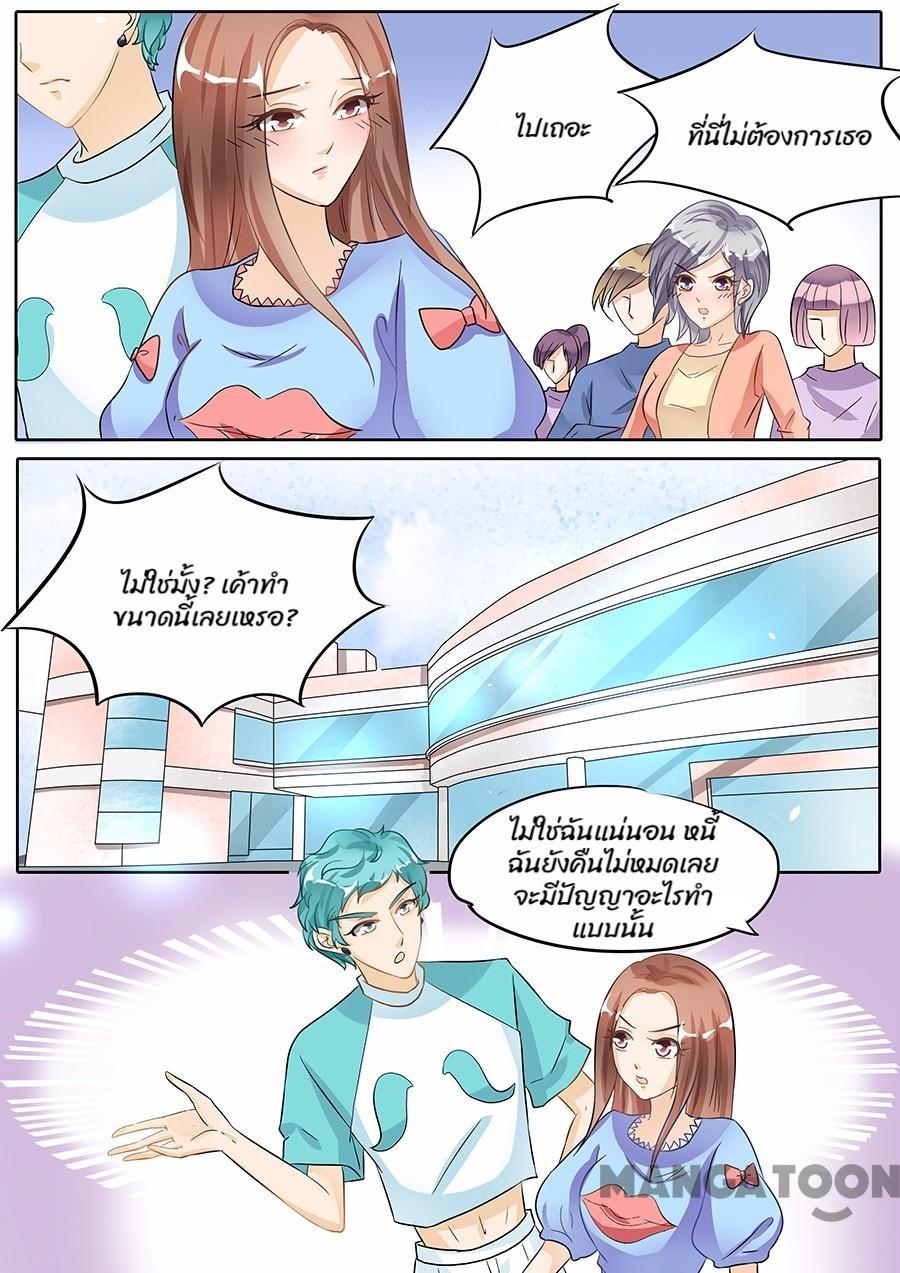 ไปเถอะ
ที่นี่ไม่ต้องการเธอ
ไม่ใช่มั้ง? เค้าทำ
ขนาดนี้เลยเหรอ?
ไม่ใช่ฉันแน่นอน หนี้
ฉันยังคืนไม่หมดเลย
จะมีปัญญาอะไรทำ
แบบนั้น
MANGATOON